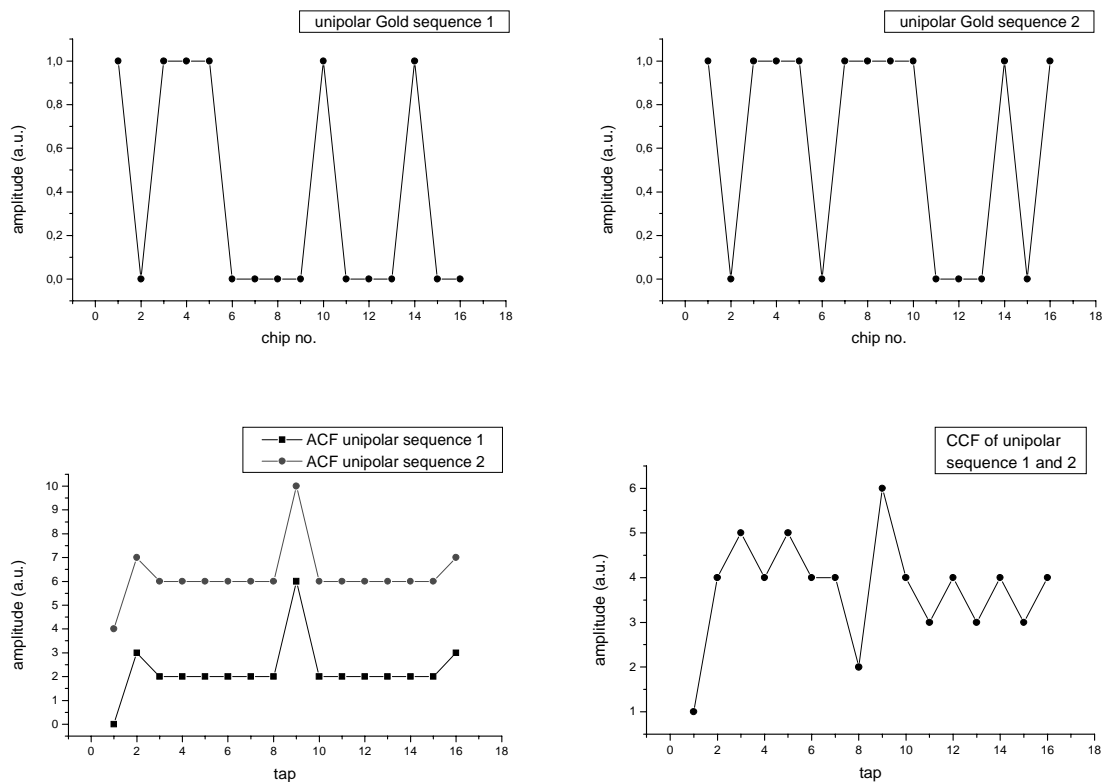 unipolar Gold sequence 1
1,0
0,8
0,6
0,4
0,2
0,0
amplitude (a.u.)
0 2 4 6 8 10 12 14 16 18
chip no.
unipolar Gold sequence 2
1,0
0,8
0,6
0,4
0,2
0,0
amplitude (a.u.)
0 2 4 6 8 10 12 14 16 18
chip no.
ACF unipolar sequence 1
ACF unipolar sequence 2
10
9
8
7
6
5
4
3
2
1
0
amplitude (a.u.)
0 2 4 6 8 10 12 14 16 18
tap
CCF of unipolar
sequence 1 and 2
6
5
4
3
2
1
amplitude (a.u.)
0 2 4 6 8 10 12 14 16 18
tap